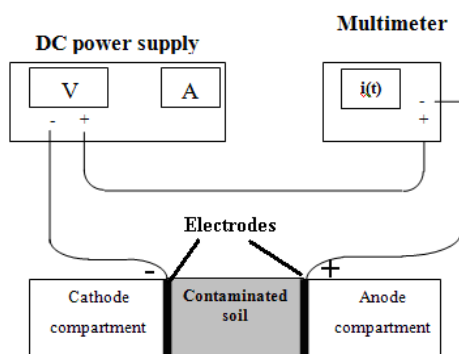 Multimeter
DC power supply
V
A
i(t)
- +
-
+
Electrodes
-
+
Cathode
compartment
Contaminated
soil
Anode
compartment